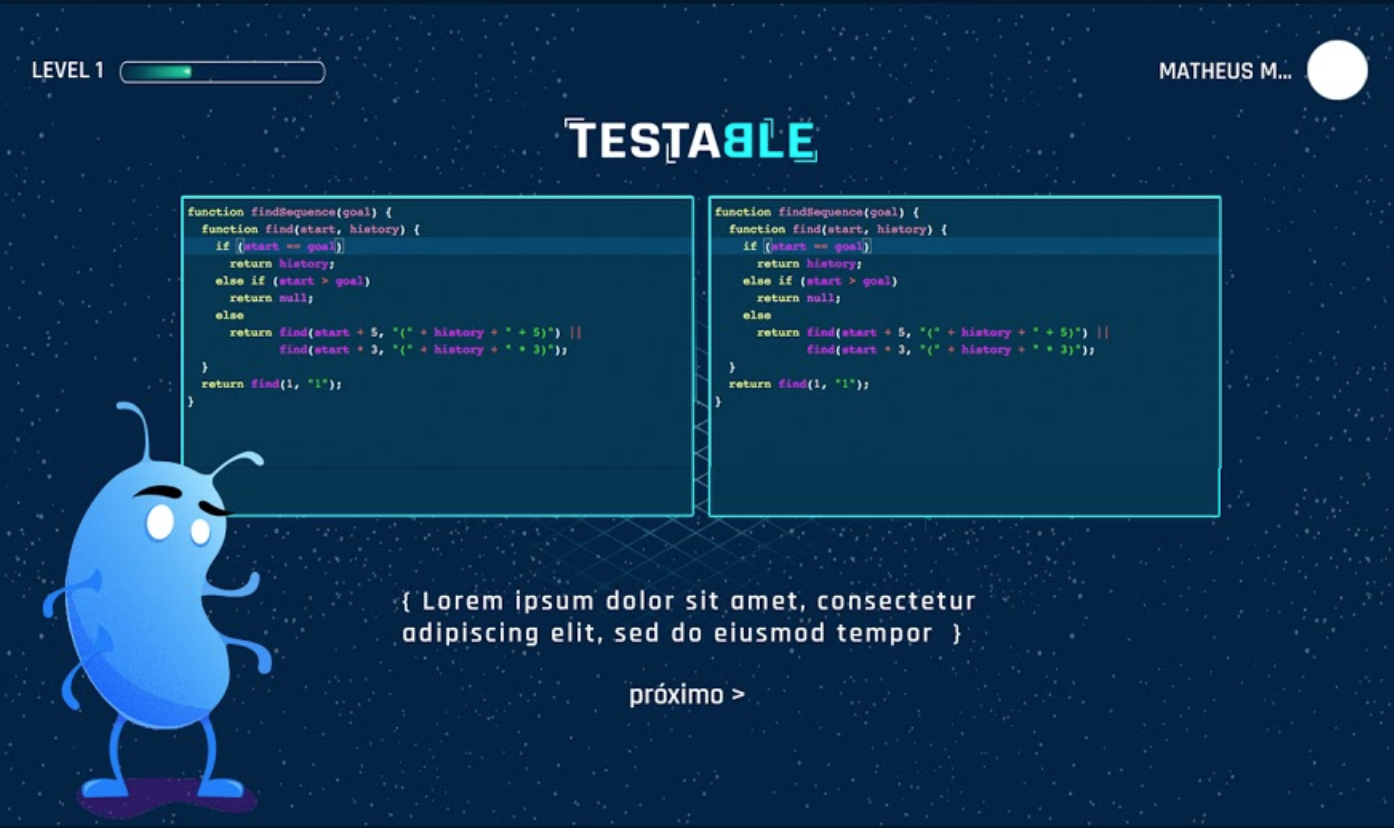 LEVEL 1
MATHEUS M...
TESTABLE
function findSequence(goal) {
  function find(start, history) {
    if (start == goal)
      return history;
    else if (start > goal)
      return null;
    else
      return find(start + 5, "(" + history + " + 5)") ||
             find(start * 3, "(" + history + " * 3)");
  }
  return find(1, "1");
}
function findSequence(goal) {
  function find(start, history) {
    if (start == goal)
      return history;
    else if (start > goal)
      return null;
    else
      return find(start + 5, "(" + history + " + 5)") ||
             find(start * 3, "(" + history + " * 3)");
  }
  return find(1, "1");
}
{ Lorem ipsum dolor sit amet, consectetur
adipiscing elit, sed do eiusmod tempor }
próximo >